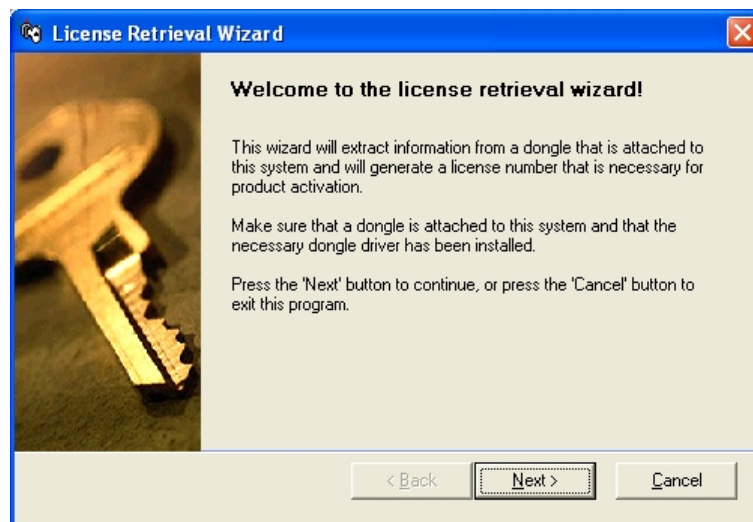 License Retrieval Wizard
Welcome to the license retrieval wizard!
This wizard will extract information from a dongle that is attached to
this system and will generate a license number that is necessary for
product activation.
Make sure that a dongle is attached to this system and that the
necessary dongle driver has been installed.
Press the 'Next' button to continue, or press the 'Cancel' button to
exit this program.
< Back
Next >
Cancel